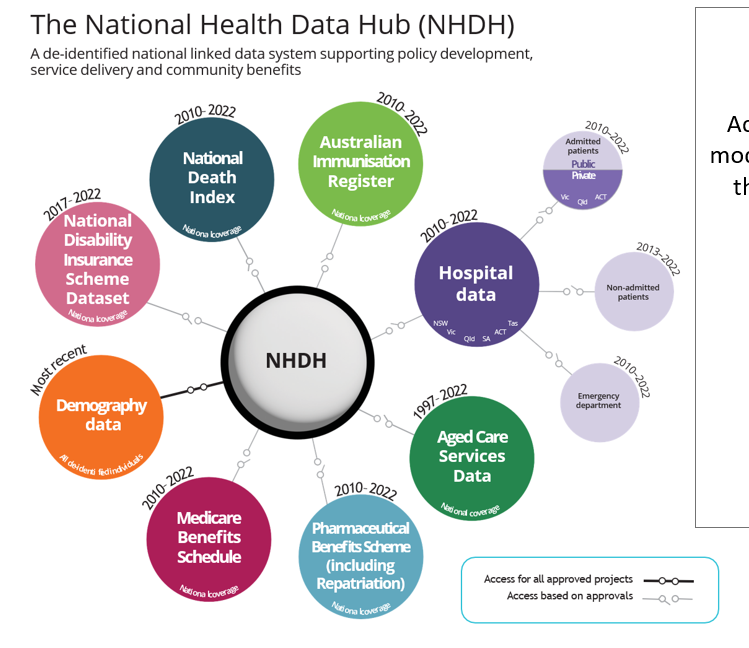 The National Health Data Hub (NHDH)
A de-identified national linked data system supporting policy development,
service delivery and community benefits
2010-2022
National
Death
Index
National coverage
2010-2022
Australian
Immunisation
Register
National coverage
2017-2022
National
Disability
Insurance
Scheme
Dataset
National coverage
2010-2022
Hospital
data
NSW
Vic
Qld
SA
ACT
Tas
2010-2022
Admitted
patients
Public
Private
Vic
Qld
ACT
2013-2022
Non-admitted
patients
2010-2022
Emergency
department
NHDH
Most recent
Demography
data
All de-identified individuals
1997-2022
Aged Care
Services
Data
National coverage
2010-2022
Medicare
Benefits
Schedule
National coverage
2010-2022
Pharmaceutical
Benefits Scheme
(including
Repatriation)
National coverage
Access for all approved projects
Access based on approvals